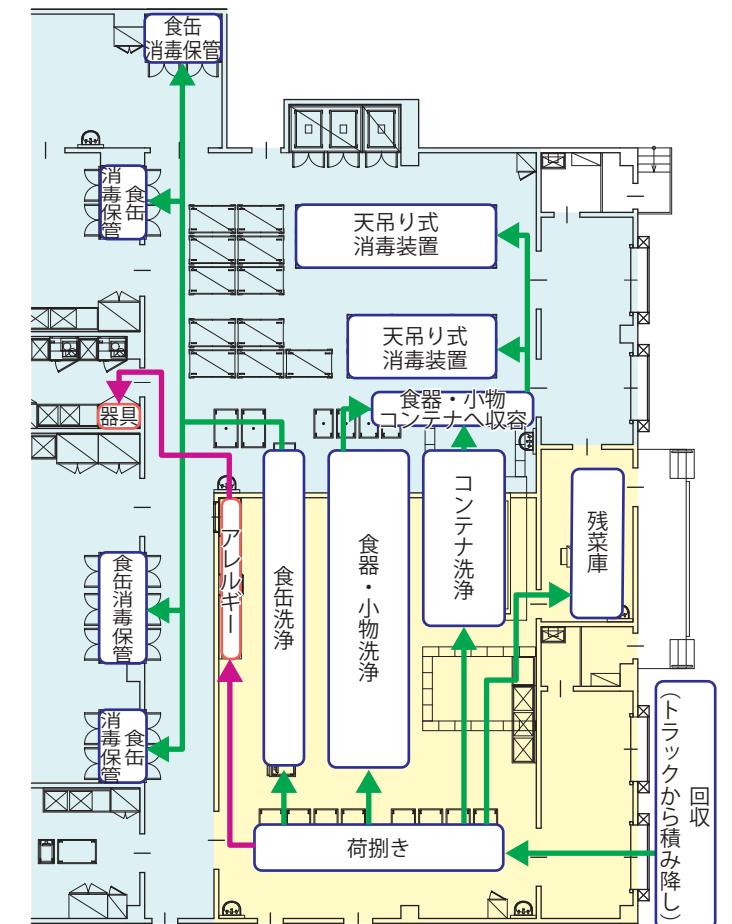 食缶
消毒保管
食缶
消毒保管
天吊り式
消毒装置
天吊り式
消毒装置
食器・小物
コンテナへ収容
器具
アレルギー
食缶洗浄
食器・小物洗浄
コンテナ洗浄
残菜庫
食缶消毒保管
食缶
消毒保管
荷捌き
回収
（トラックから積み降し）